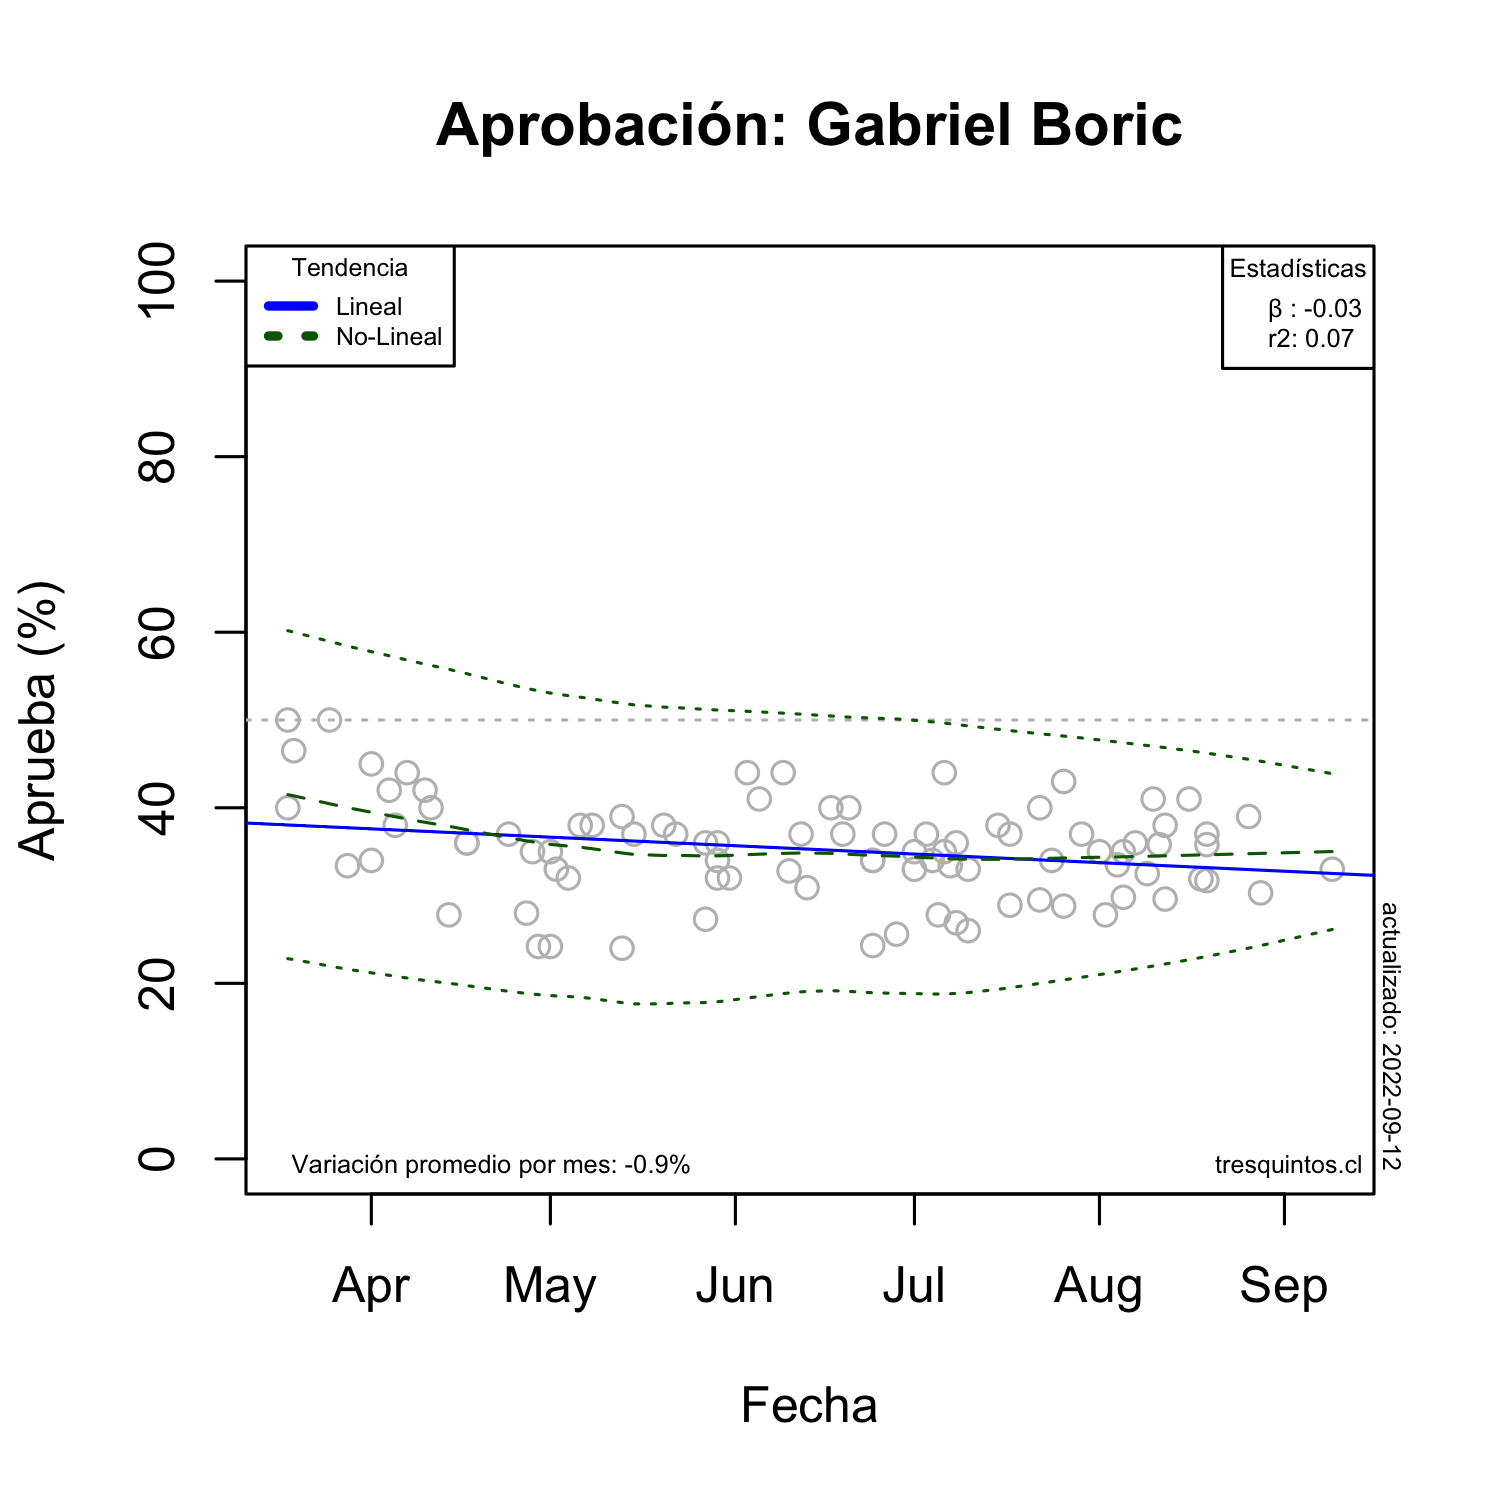 Aprobación: Gabriel Boric
Tendencia
Lineal
No-Lineal
Estadísticas
β : -0.03
r2: 0.07
Aprueba (%)
100
80
60
40
20
0
Variación promedio por mes: -0.9%
tresquintos.cl
actualizado: 2022-09-12
Apr May Jun Jul Aug Sep
Fecha